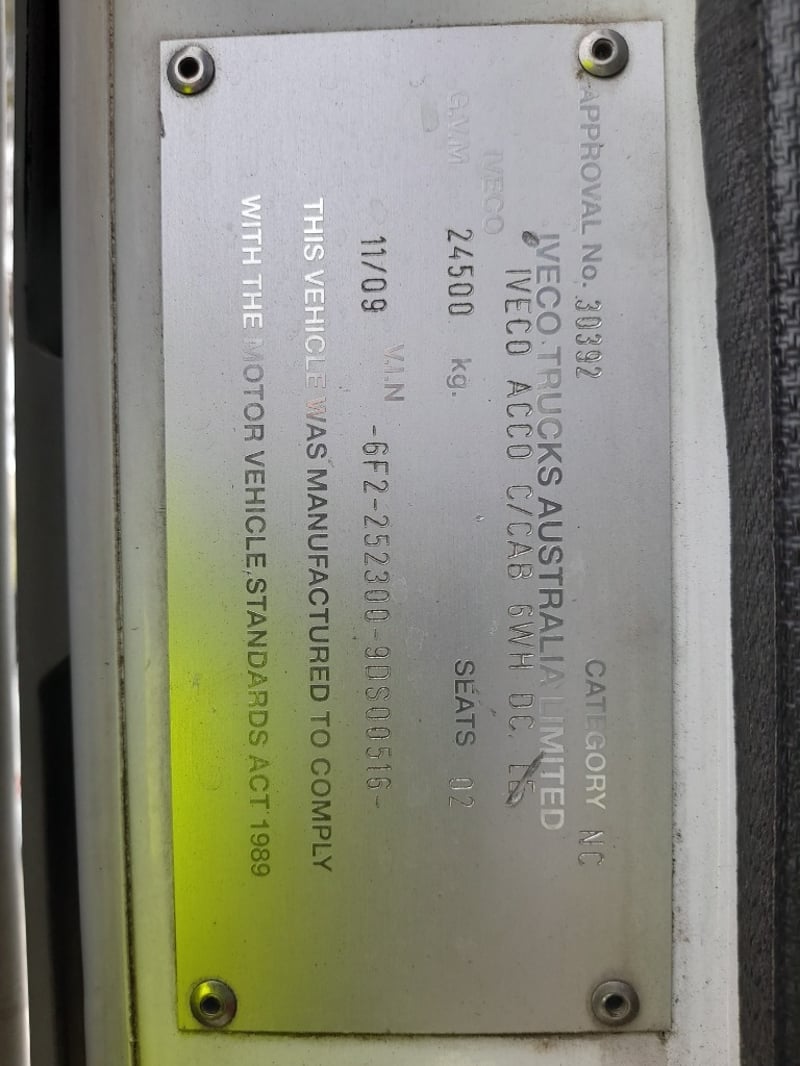 APPROVAL No. 30392 CATEGORY NC
IVECO TRUCKS AUSTRALIA LIMITED
IVECO ACCO C/CAB 6WH DC.
IVECO
G.V.M 24500 kg. SEATS 02
V.I.N
11/09 -6F2-252300-9DS00516-
THIS VEHICLE WAS MANUFACTURED TO COMPLY
WITH THE MOTOR VEHICLE STANDARDS ACT 1989